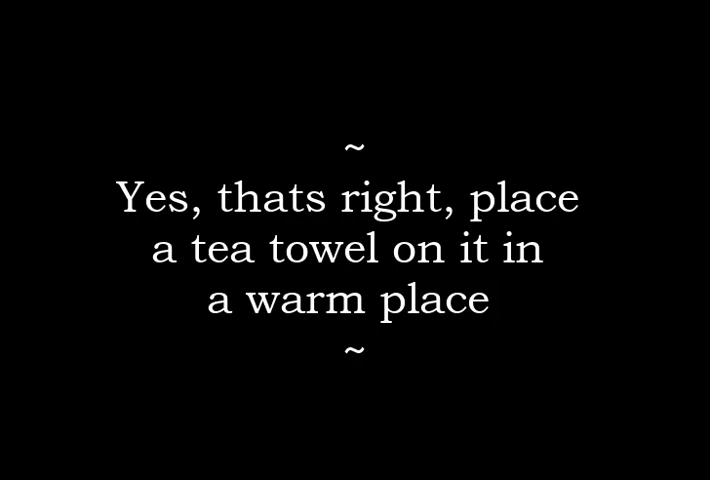 ~
Yes, thats right, place
a tea towel on it in
a warm place
~